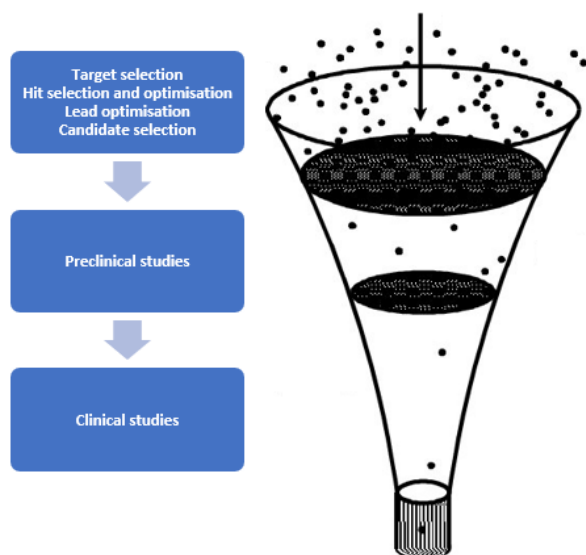 Target selection
Hit selection and optimisation
Lead optimisation
Candidate selection
Preclinical studies
Clinical studies